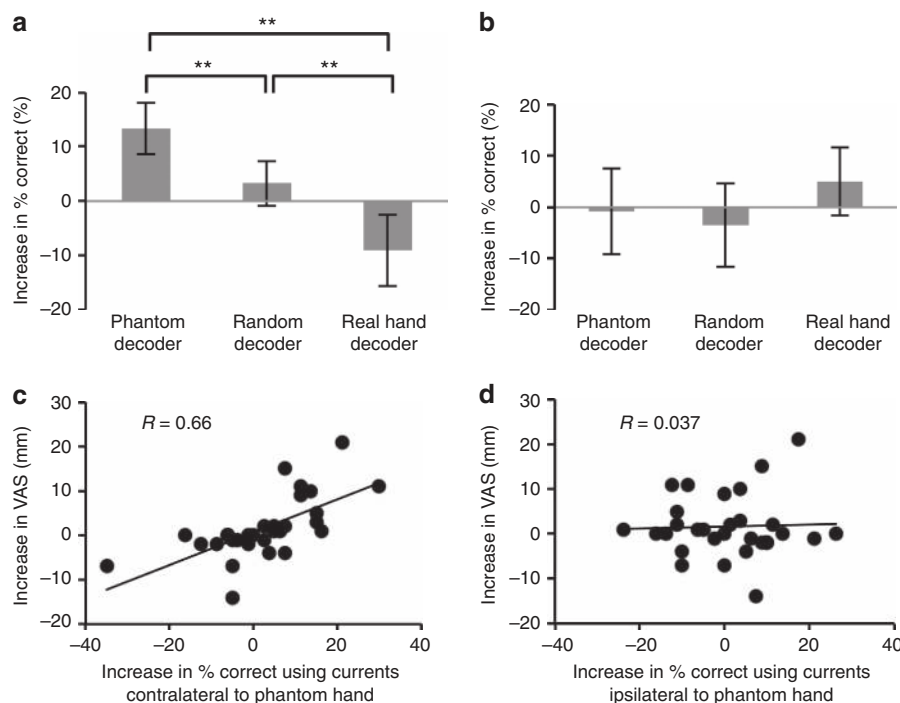 a
**
**
**
Increase in % correct (%)
20
10
0
–10
–20
Phantom decoder
Random decoder
Real hand decoder
b
Increase in % correct (%)
20
10
0
–10
–20
Phantom decoder
Random decoder
Real hand decoder
c
Increase in VAS (mm)
30
20
10
0
–10
–20
R = 0.66
–40
–20
0
20
40
Increase in % correct using currents
contralateral to phantom hand
d
Increase in VAS (mm)
30
20
10
0
–10
–20
R = 0.037
–40
–20
0
20
40
Increase in % correct using currents
ipsilateral to phantom hand